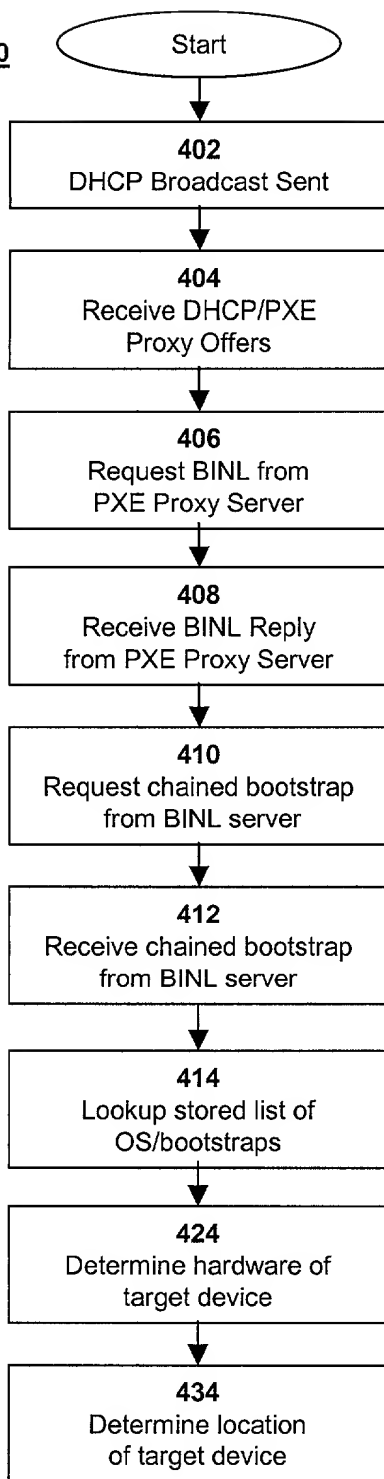 0
Start
402
DHCP Broadcast Sent
404
Receive DHCP/PXE
Proxy Offers
406
Request BINL from
PXE Proxy Server
408
Receive BINL Reply
from PXE Proxy Server
410
Request chained bootstrap
from BINL server
412
Receive chained bootstrap
from BINL server
414
Lookup stored list of
OS/bootstraps
424
Determine hardware of
target device
434
Determine location
of target device